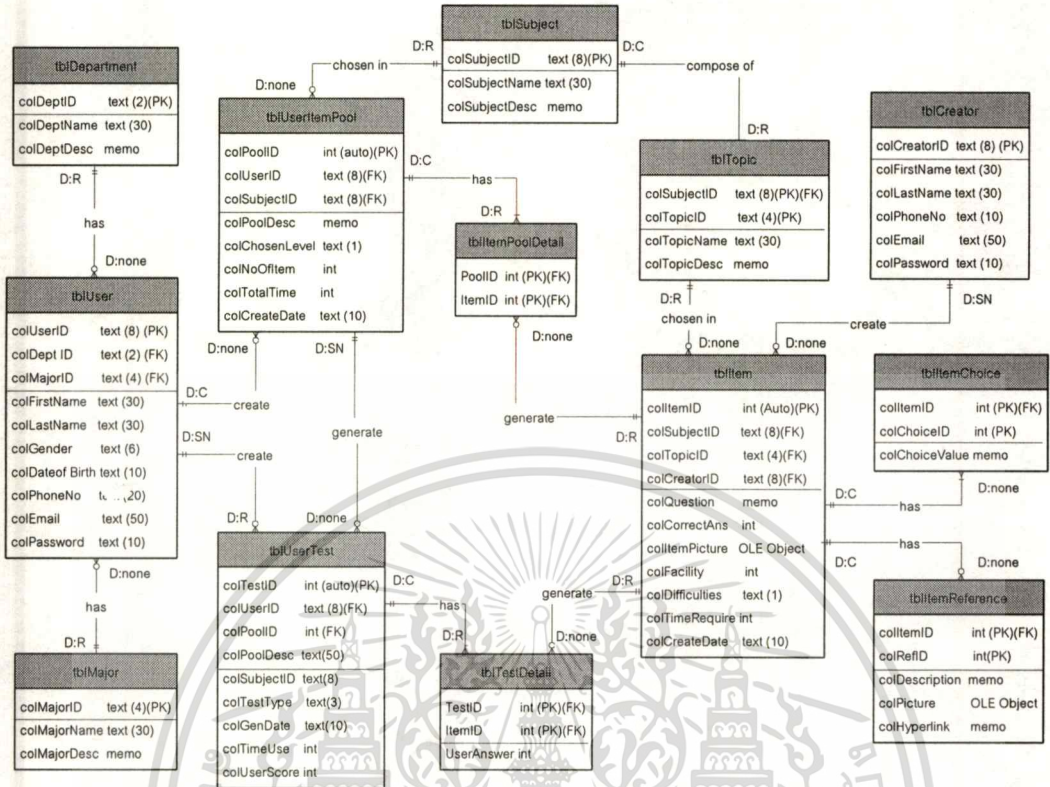 tblSubject
colSubjectID text (8)(PK)
colSubjectName text (30)
colSubjectDesc memo
D:R
D:C
chosen in
compose of
D:none
D:R
tblDepartment
colDeptID text (2)(PK)
colDeptName text (30)
colDeptDesc memo
D:R
has
D:none
tblUserItemPool
colPoolID int (auto)(PK)
colUserID text (8)(FK)
colSubjectID text (8)(FK)
colPoolDesc memo
colChosenLevel text (1)
colNoOfItem int
colTotalTime int
colCreateDate text (10)
D:C
has
D:R
D:none
D:SN
tblItemPoolDetail
PoolID int (PK)(FK)
ItemID int (PK)(FK)
D:none
generate
D:R
tblTopic
colSubjectID text (8)(PK)(FK)
colTopicID text (4)(PK)
colTopicName text (30)
colTopicDesc memo
D:R
chosen in
D:none
tblCreator
colCreatorID text (8) (PK)
colFirstName text (30)
colLastName text (30)
colPhoneNo text (10)
colEmail text (50)
colPassword text (10)
D:SN
create
D:none
tblUser
colUserID text (8) (PK)
colDept ID text (2) (FK)
colMajorID text (4) (FK)
colFirstName text (30)
colLastName text (30)
colGender text (6)
colDateof Birth text (10)
colPhoneNo (20)
colEmail text (50)
colPassword text (10)
D:C
create
D:SN
create
generate
D:R
D:none
D:none
has
D:R
tblMajor
colMajorID text (4)(PK)
colMajorName text (30)
colMajorDesc memo
tblUserTest
colTestID int (auto)(PK)
colUserID text (8)(FK)
colPoolID int (FK)
colPoolDesc text(50)
colSubjectID text(8)
colTestType text(3)
colGenDate text(10)
colTimeUse int
colUserScore int
D:C
has
D:R
tblTestDetail
TestID int (PK)(FK)
ItemID int (PK)(FK)
UserAnswer int
D:none
generate
D:R
tblItem
colItemID int (Auto)(PK)
colSubjectID text (8)(FK)
colTopicID text (4)(FK)
colCreatorID text (8)(FK)
colQuestion memo
colCorrectAns int
colItemPicture OLE Object
colFacility int
colDifficulties text (1)
colTimeRequire int
colCreateDate text (10)
tblItemChoice
colItemID int (PK)(FK)
colChoiceID int (PK)
colChoiceValue memo
D:C
has
D:none
D:C
has
D:none
tblItemReference
colItemID int (PK)(FK)
colRefID int(PK)
colDescription memo
colPicture OLE Object
colHyperlink memo